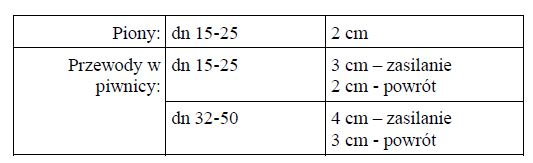 Piony: dn 15-25 2 cm
Przewody w piwnicy: dn 15-25 3 cm – zasilanie
2 cm - powrót
dn 32-50 4 cm – zasilanie
3 cm - powrót